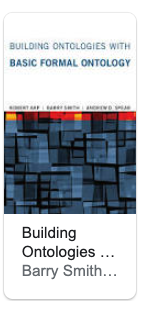 BUILDING ONTOLOGIES WITH
BASIC FORMAL ONTOLOGY
ROBERT ARP | BARRY SMITH | ANDREW D. SPEAR
Building
Ontologies ...
Barry Smith...